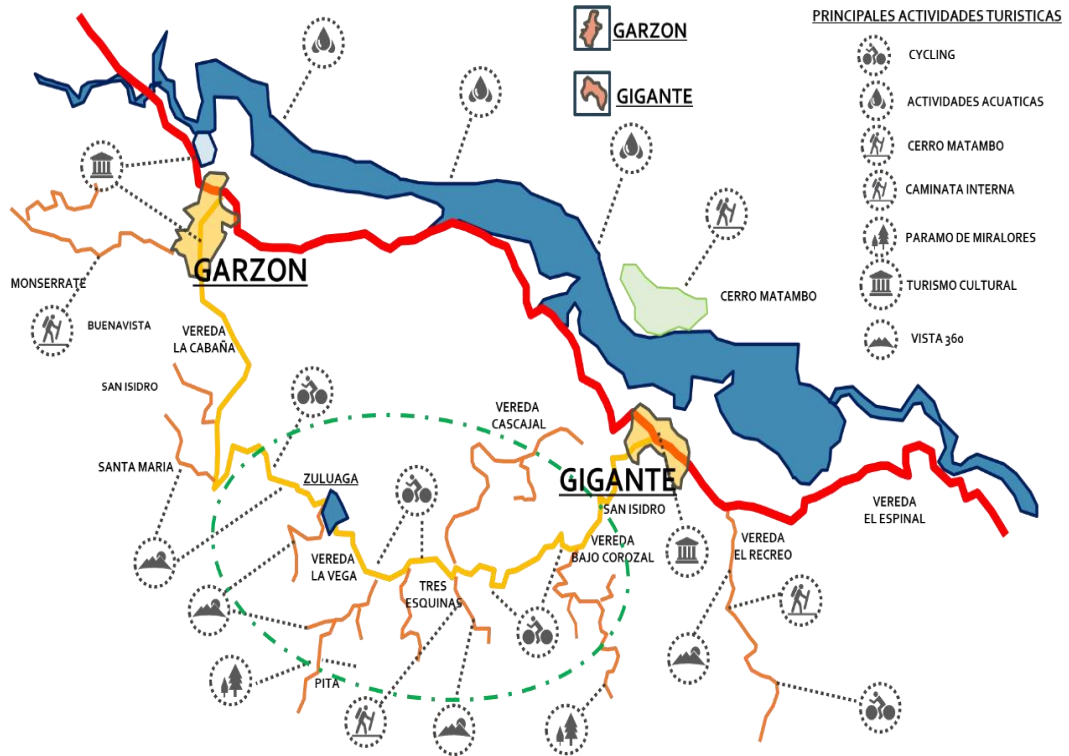 PRINCIPALES ACTIVIDADES TURISTICAS
GARZON
GIGANTE
CYCLING
ACTIVIDADES ACUATICAS
CERRO MATAMBO
CAMINATA INTERNA
PARAMO DE MIRALORES
TURISMO CULTURAL
VISTA 360
GARZON
MONSERRATE
CERRO MATAMBO
BUENAVISTA
VEREDA
LA CABAÑA
SAN ISIDRO
VEREDA
CASCAJAL
SANTA MARIA
ZULUAGA
GIGANTE
SAN ISIDRO
VEREDA
EL ESPINAL
VEREDA
BAJO COROZAL
VEREDA
EL RECREO
VEREDA
LA VEGA
TRES
ESQUINAS
PITA